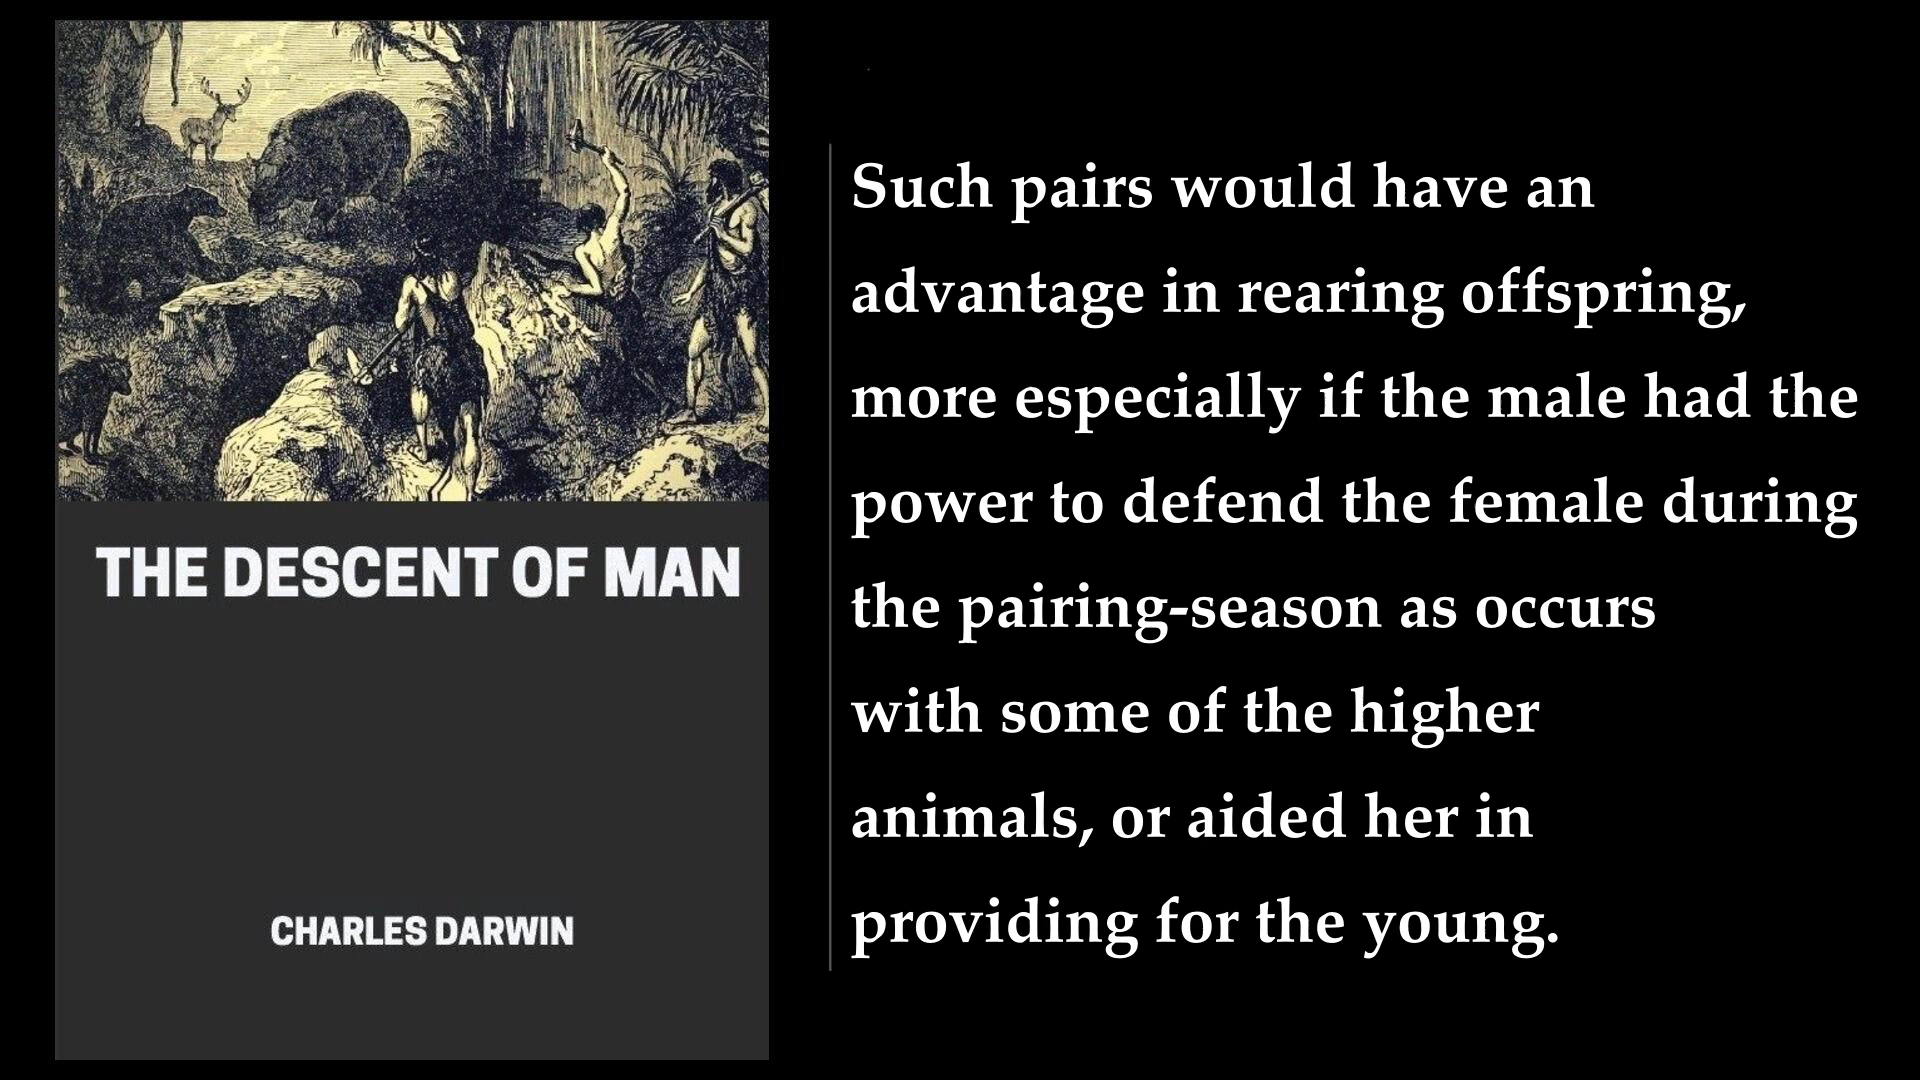 THE DESCENT OF MAN
CHARLES DARWIN
Such pairs would have an
advantage in rearing offspring,
more especially if the male had the
power to defend the female during
the pairing-season as occurs
with some of the higher
animals, or aided her in
providing for the young.